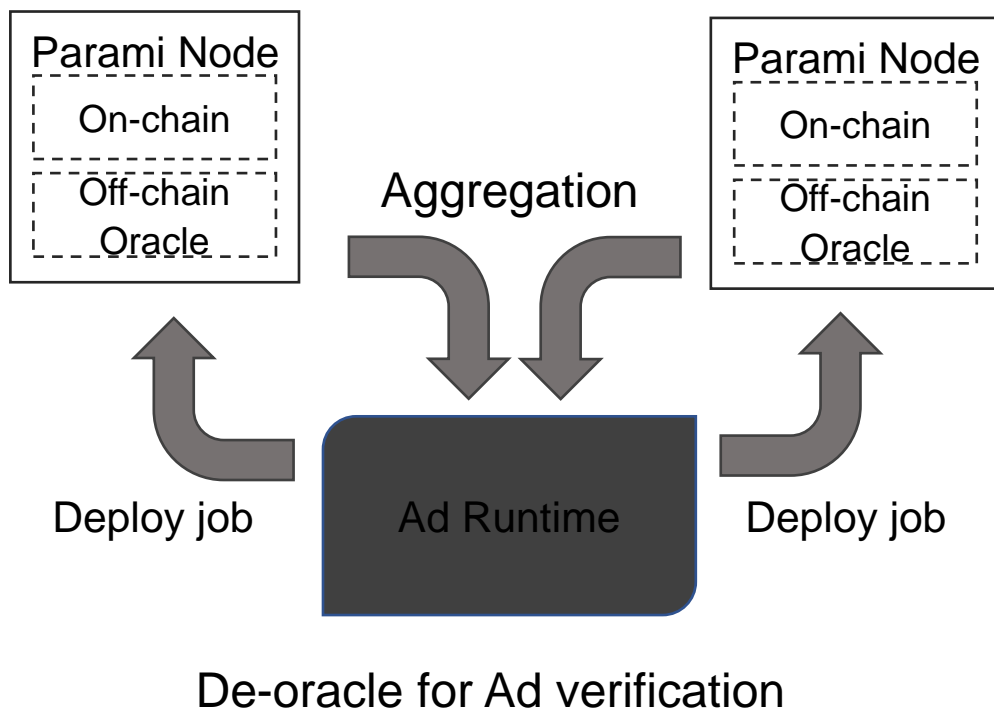 Parami Node
On-chain
Off-chain
Oracle
Parami Node
On-chain
Off-chain
Oracle
Aggregation
Deploy job
Ad Runtime
Deploy job
De-oracle for Ad verification